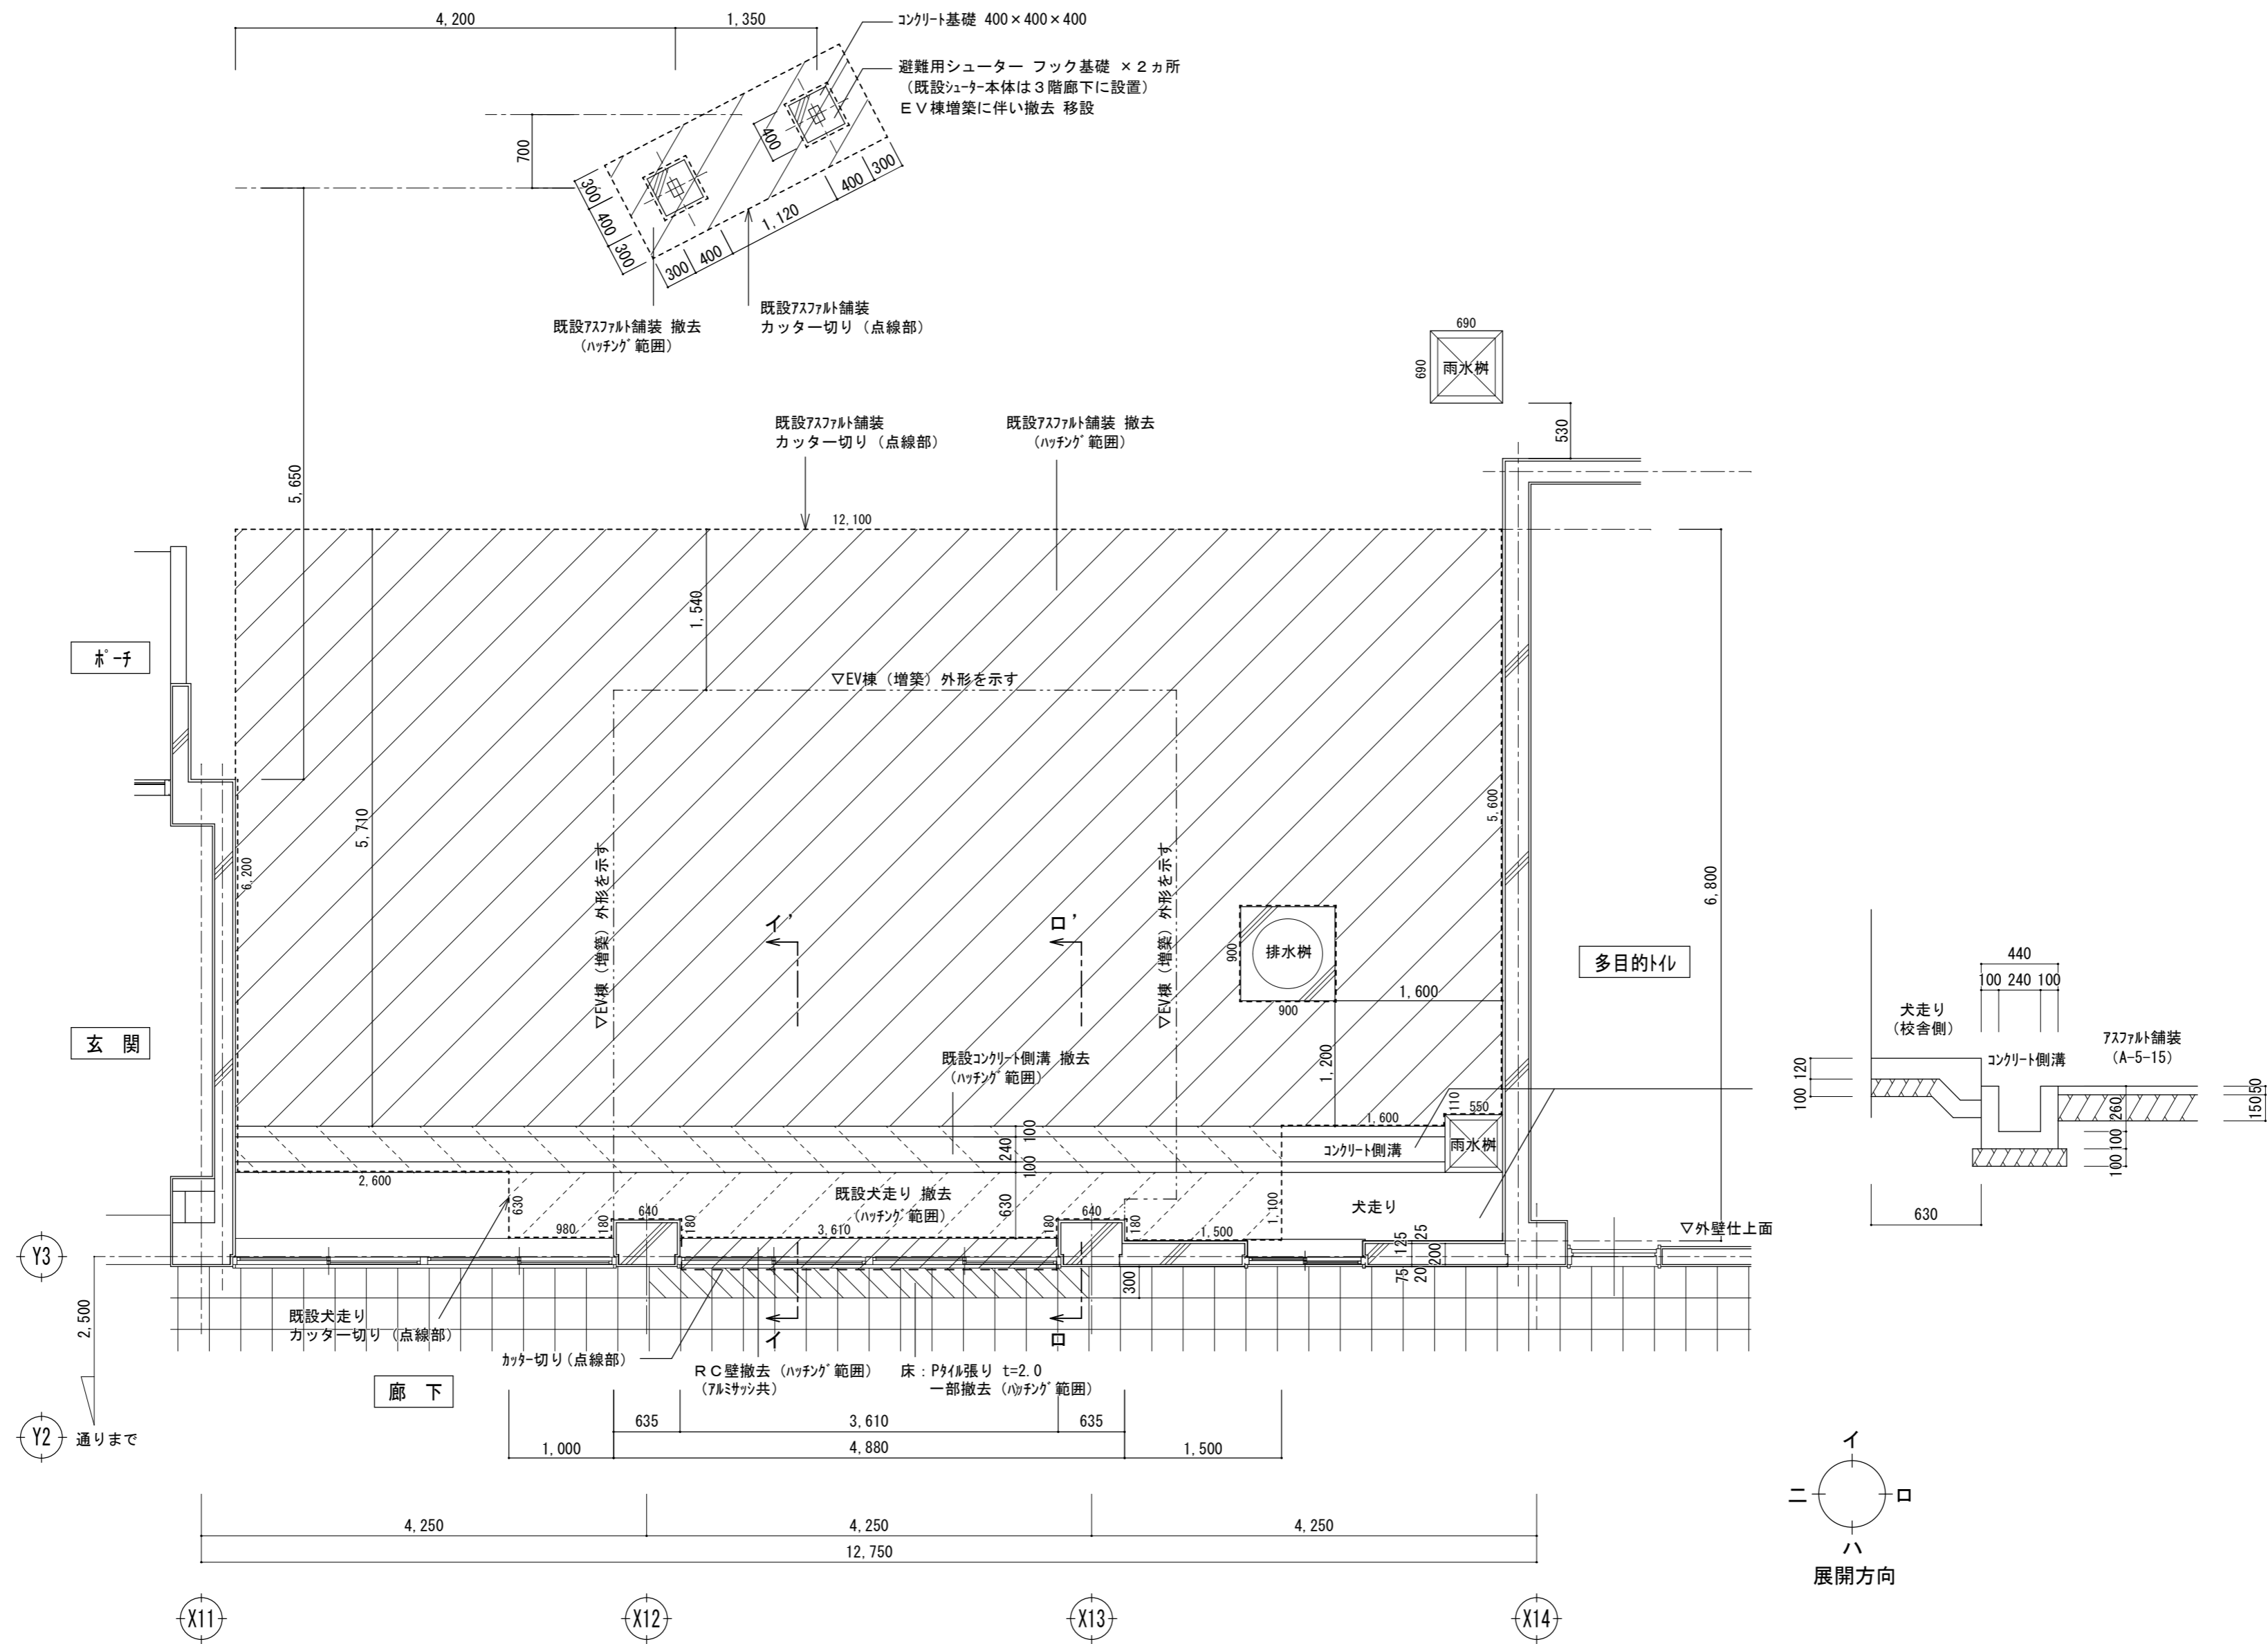 4,200
1,350
コンクリート基礎 400×400×400
避難用シューター フック基礎 ×２ヵ所
（既設シューター本体は３階廊下に設置）
ＥＶ棟増築に伴い撤去 移設
700
400
300
400
300
300
400
1,120
400
300
既設アスファルト舗装 撤去
（ハッチング範囲）
既設アスファルト舗装
カッター切り（点線部）
690
690
雨水桝
530
既設アスファルト舗装
カッター切り（点線部）
既設アスファルト舗装 撤去
（ハッチング範囲）
5,650
12,100
1,540
5,710
6,200
5,600
6,800
ポーチ
▽EV棟（増築）外形を示す
▽EV棟（増築）外形を示す
▽EV棟（増築）外形を示す
イ'
ロ'
900
排水桝
900
1,600
1,200
多目的トイレ
玄　関
既設コンクリート側溝 撤去
（ハッチング範囲）
440
100 240 100
犬走り
（校舎側）
コンクリート側溝
アスファルト舗装
（A-5-15）
120
100
260
100
100
50
150
630
110
550
1,600
雨水桝
コンクリート側溝
100
240
100
630
2,600
630
980
180
640
180
既設犬走り 撤去
（ハッチング範囲）
3,610
180
640
180
1,500
1,100
犬走り
▽外壁仕上面
25
125
200
75
20
300
Y3
2,500
既設犬走り
カッター切り（点線部）
カッター切り（点線部）
イ
ロ
ＲＣ壁撤去（ハッチング範囲）
（アルミサッシ共）
床：Pタイル張り t=2.0
一部撤去（ハッチング範囲）
廊　下
Y2
通りまで
635
3,610
635
1,000
4,880
1,500
4,250
4,250
4,250
12,750
イ
ニ
ロ
ハ
展開方向
X11
X12
X13
X14